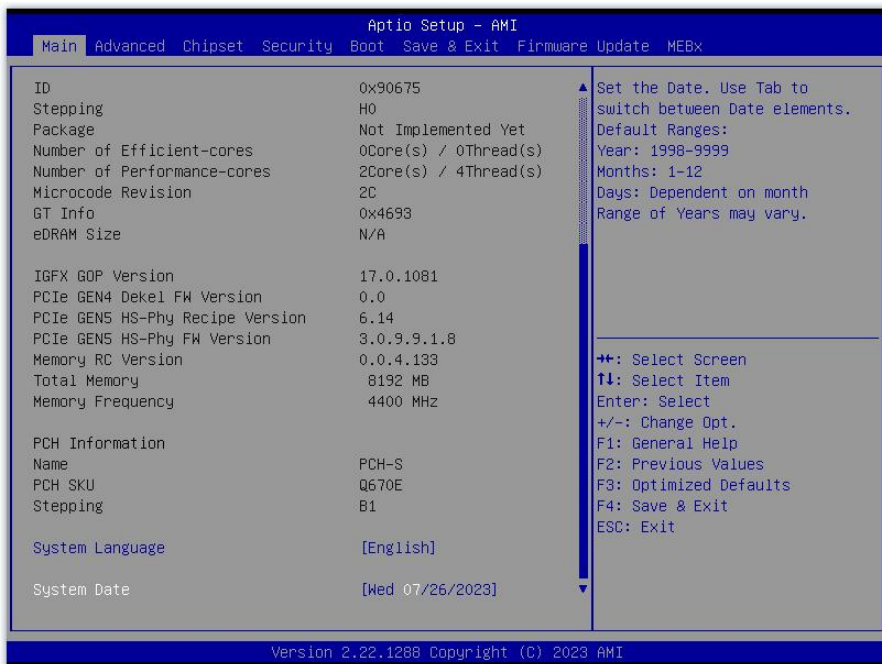 Aptio Setup – AMI
Main Advanced Chipset Security Boot Save & Exit Firmware Update MEBx
ID 0x90675
Stepping H0
Package Not Implemented Yet
Number of Efficient-cores 0Core(s) / 0Thread(s)
Number of Performance-cores 2Core(s) / 4Thread(s)
Microcode Revision 2C
GT Info 0x4693
eDRAM Size N/A
IGFX GOP Version 17.0.1081
PCIe GEN4 Dekel FW Version 0.0
PCIe GEN5 HS-Phy Recipe Version 6.14
PCIe GEN5 HS-Phy FW Version 3.0.9.9.1.8
Memory RC Version 0.0.4.133
Total Memory 8192 MB
Memory Frequency 4400 MHz
PCH Information
Name PCH-S
PCH SKU Q670E
Stepping B1
System Language [English]
System Date [Wed 07/26/2023]
Set the Date. Use Tab to
switch between Date elements.
Default Ranges:
Year: 1998-9999
Months: 1-12
Days: Dependent on month
Range of Years may vary.
→←: Select Screen
↑↓: Select Item
Enter: Select
+/-: Change Opt.
F1: General Help
F2: Previous Values
F3: Optimized Defaults
F4: Save & Exit
ESC: Exit
Version 2.22.1288 Copyright (C) 2023 AMI